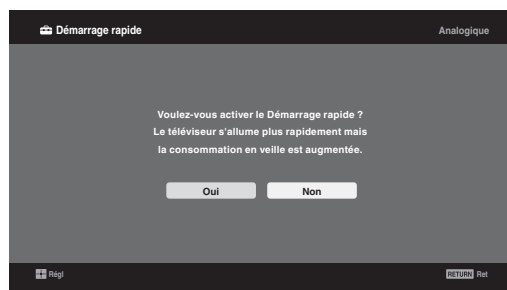 Démarrage rapide
Analogique
Voulez-vous activer le Démarrage rapide ?
Le téléviseur s'allume plus rapidement mais
la consommation en veille est augmentée.
Oui
Non
Régl
RETURN Ret